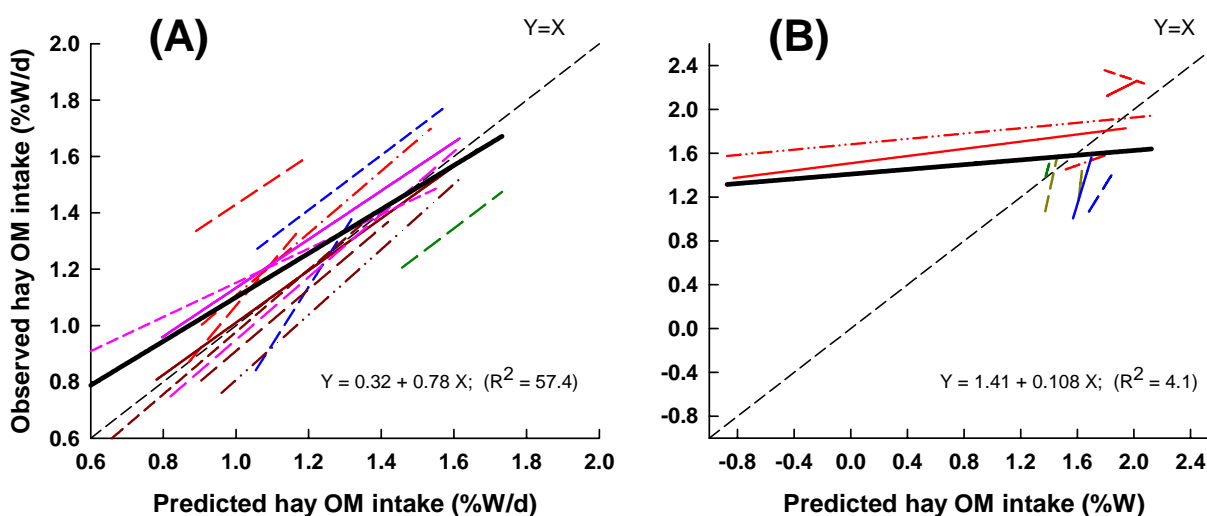 (A)
Y=X
Observed hay OM intake (%W/d)
2.0
1.8
1.6
1.4
1.2
1.0
0.8
0.6
Y = 0.32 + 0.78 X; (R² = 57.4)
0.6 0.8 1.0 1.2 1.4 1.6 1.8 2.0
Predicted hay OM intake (%W/d)
(B)
Y=X
2.4
2.0
1.6
1.2
0.8
0.4
0.0
-0.4
-0.8
Y = 1.41 + 0.108 X; (R² = 4.1)
-0.8 -0.4 0.0 0.4 0.8 1.2 1.6 2.0 2.4
Predicted hay OM intake (%W)